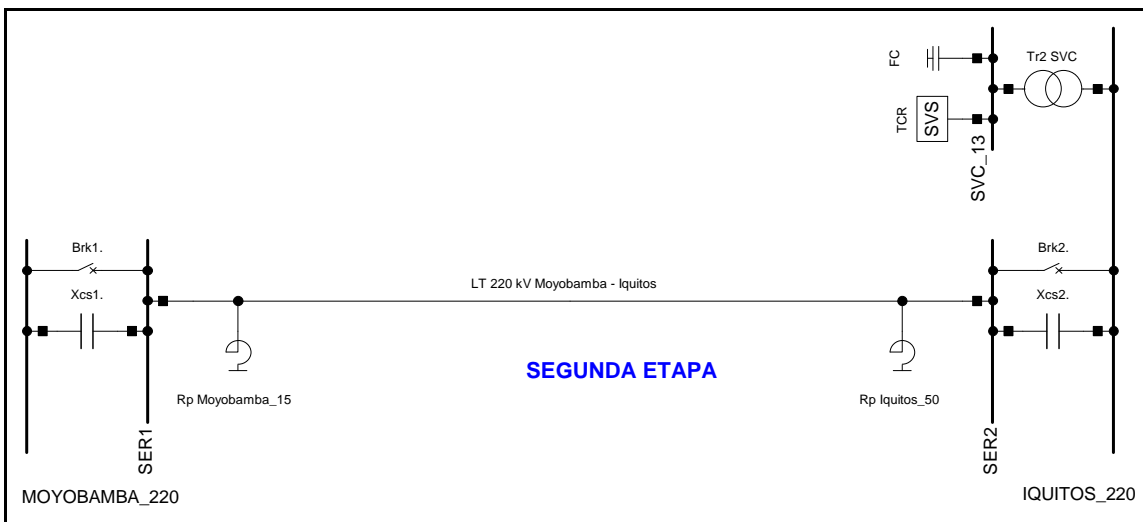 FC
Tr2 SVC
TCR
SVS
SVC_13
Brk1.
Brk2.
LT 220 kV Moyobamba - Iquitos
Xcs1.
Xcs2.
SEGUNDA ETAPA
Rp Moyobamba_15
Rp Iquitos_50
SER1
SER2
MOYOBAMBA_220
IQUITOS_220